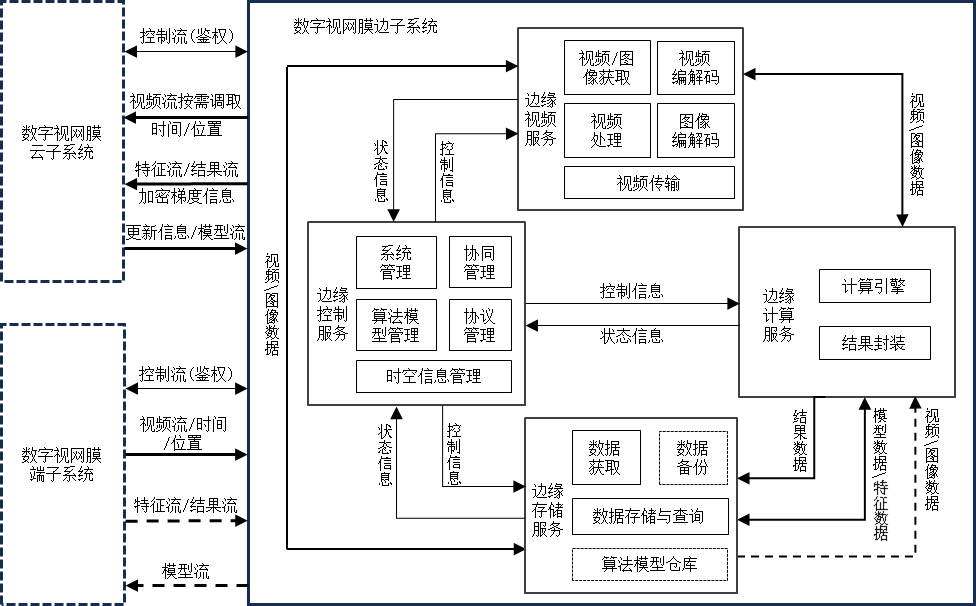 数字视网膜边子系统
控制流(鉴权)
视频流按需调取
时间/位置
数字视网膜
云子系统
特征流/结果流
加密梯度信息
更新信息/模型流
控制流(鉴权)
视频流/时间
/位置
数字视网膜
端子系统
特征流/结果流
模型流
视频/图像数据
边缘
视频
服务
视频/图
像获取
视频
编解码
视频
处理
图像
编解码
视频传输
状态信息
控制信息
视频/图像数据
边缘
控制
服务
系统
管理
协同
管理
算法模
型管理
协议
管理
时空信息管理
控制信息
状态信息
边缘
计算
服务
计算引擎
结果封装
状态信息
控制信息
边缘
存储
服务
数据
获取
数据
备份
数据存储与查询
算法模型仓库
结果数据
模型数据/特征数据
视频/图像数据